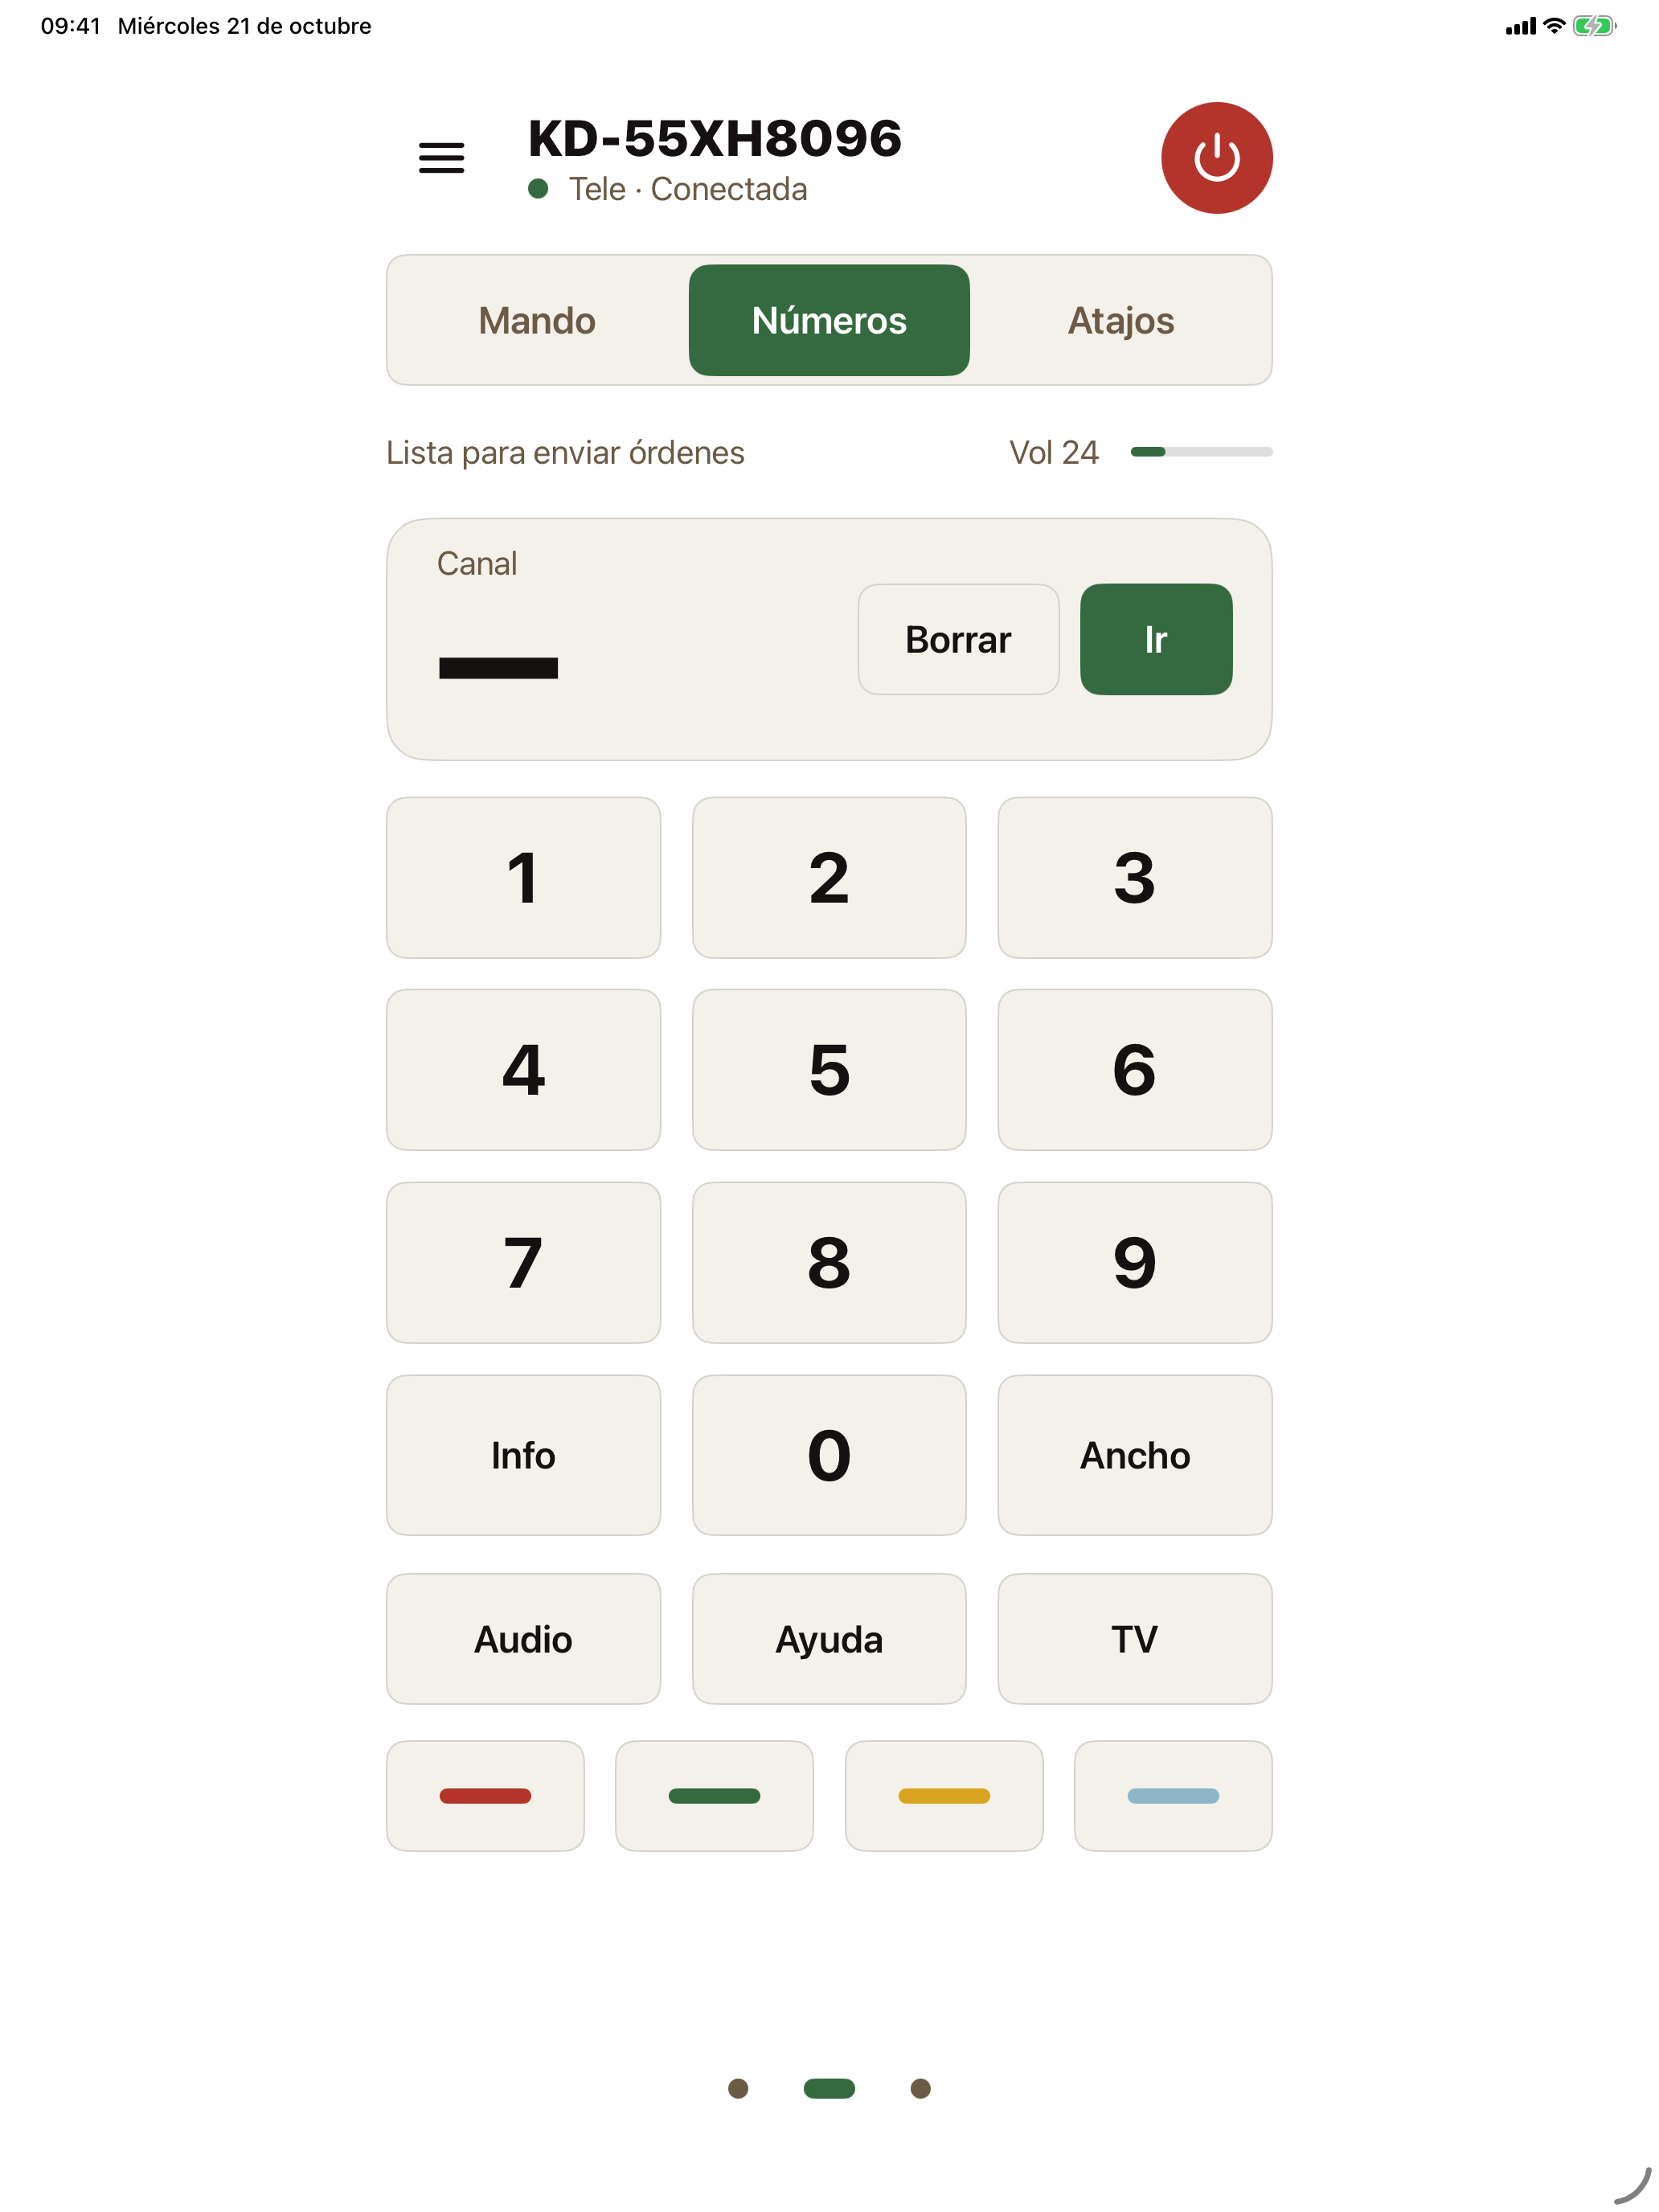 09:41 Miércoles 21 de octubre
KD-55XH8096
Tele · Conectada
Mando Números Atajos
Lista para enviar órdenes Vol 24
Canal
—
Borrar Ir
1 2 3
4 5 6
7 8 9
Info 0 Ancho
Audio Ayuda TV